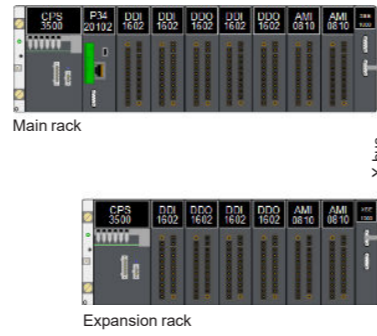 CPS P34 DDI DDI DDO DDI DDO AMI AMI
3500 20102 1602 1602 1602 1602 1602 0810 0810
Main rack
CPS DDI DDO DDI DDO AMI AMI
3500 1602 1602 1602 1602 0810 0810
Expansion rack